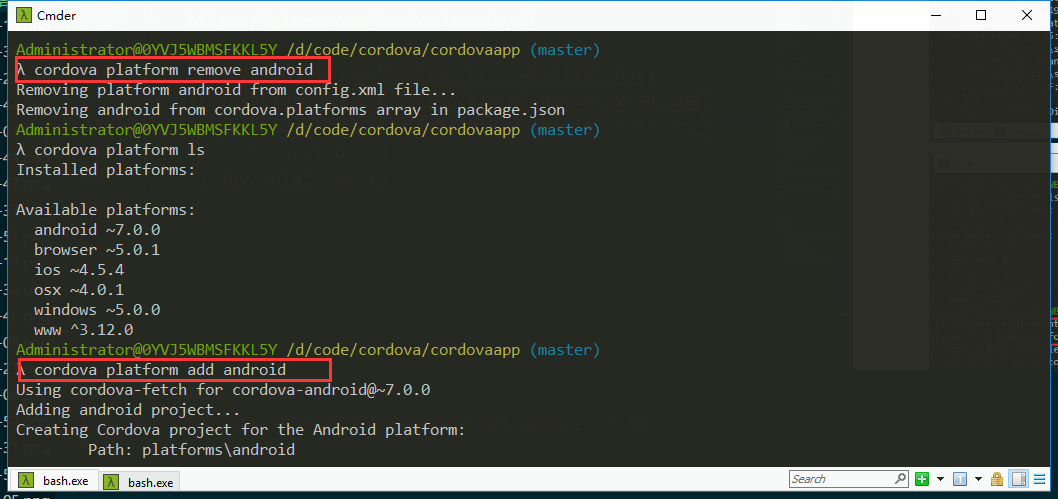 Cmder
Administrator@0YVJ5WBMSFKKL5Y /d/code/cordova/cordovaapp (master)
λ cordova platform remove android
Removing platform android from config.xml file...
Removing android from cordova.platforms array in package.json
Administrator@0YVJ5WBMSFKKL5Y /d/code/cordova/cordovaapp (master)
λ cordova platform ls
Installed platforms:
Available platforms:
android ~7.0.0
browser ~5.0.1
ios ~4.5.4
osx ~4.0.1
windows ~5.0.0
www ^3.12.0
Administrator@0YVJ5WBMSFKKL5Y /d/code/cordova/cordovaapp (master)
λ cordova platform add android
Using cordova-fetch for cordova-android@~7.0.0
Adding android project...
Creating Cordova project for the Android platform:
Path: platforms\android
bash.exe bash.exe Search